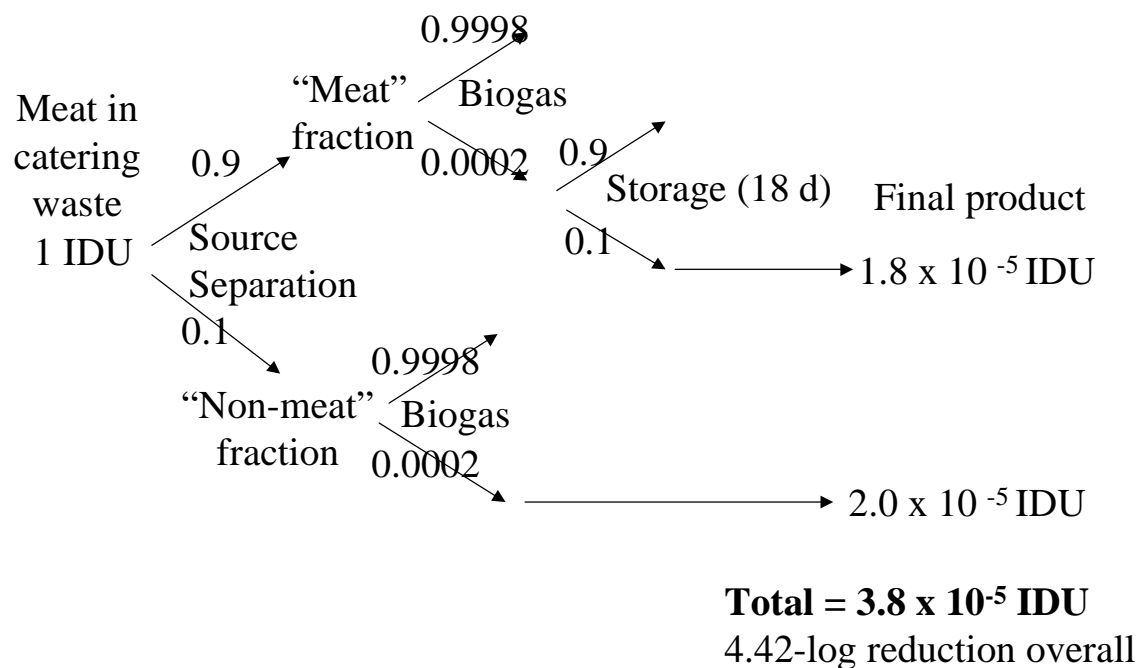 0.9998
“Meat”
fraction
Biogas
Meat in
catering
waste
1 IDU
0.9
0.0002
0.9
Storage (18 d)
Final product
Source
Separation
0.1
1.8 x 10 -5 IDU
0.1
0.9998
“Non-meat”
fraction
Biogas
0.0002
2.0 x 10 -5 IDU
Total = 3.8 x 10-5 IDU
4.42-log reduction overall